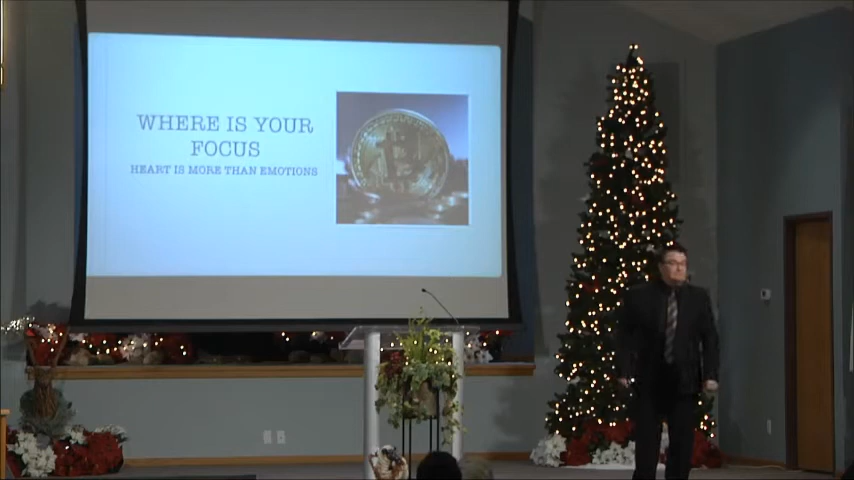 WHERE IS YOUR
FOCUS
HEART IS MORE THAN EMOTIONS